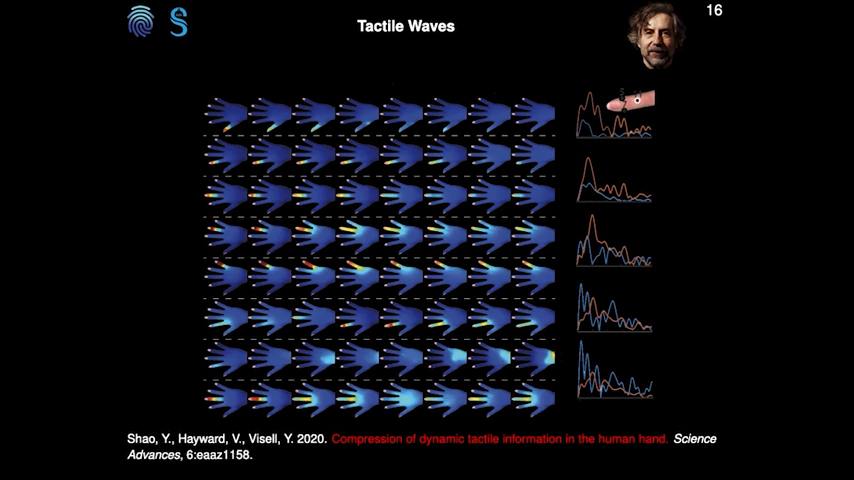 Tactile Waves
16
Shao, Y., Hayward, V., Visell, Y. 2020. Compression of dynamic tactile information in the human hand. Science
Advances, 6:eaaz1158.